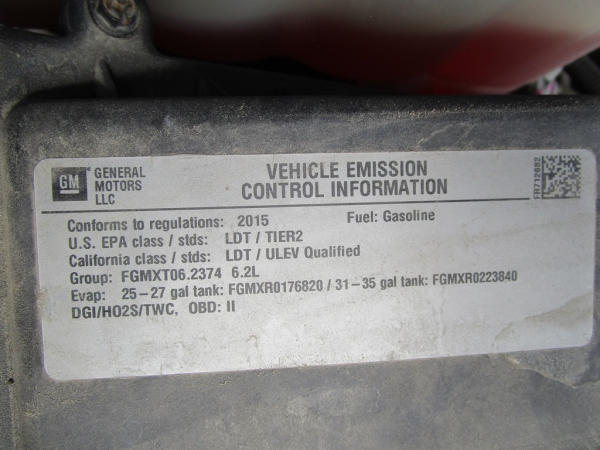 GM
GENERAL
MOTORS
LLC
VEHICLE EMISSION
CONTROL INFORMATION
Conforms to regulations: 2015 Fuel: Gasoline
U.S. EPA class / stds: LDT / TIER2
California class / stds: LDT / ULEV Qualified
Group: FGMXT06.2374 6.2L
Evap: 25-27 gal tank: FGMXR0176820 / 31-35 gal tank: FGMXR0223840
DGI/HO2S/TWC, OBD: II